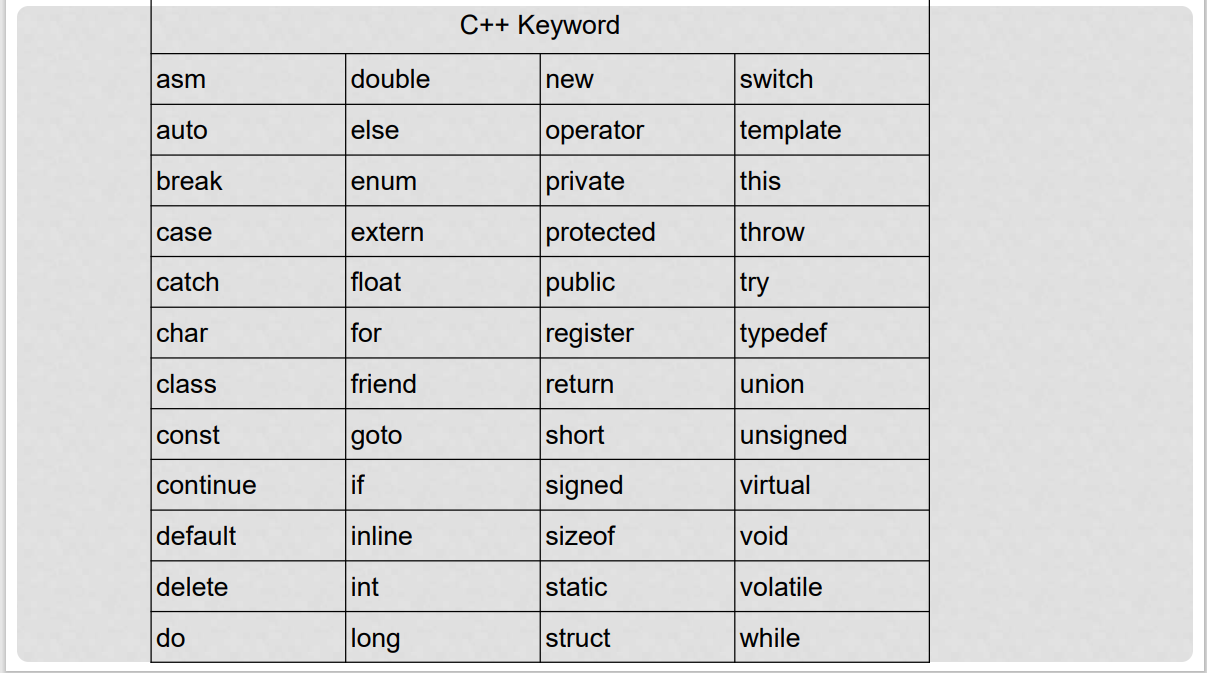 C++ Keyword
asm double new switch
auto else operator template
break enum private this
case extern protected throw
catch float public try
char for register typedef
class friend return union
const goto short unsigned
continue if signed virtual
default inline sizeof void
delete int static volatile
do long struct while